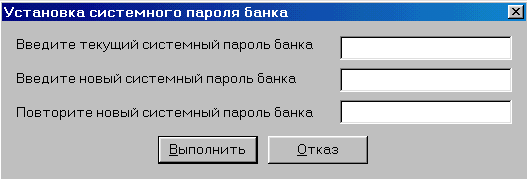 Установка системного пароля банка
Введите текущий системный пароль банка
Введите новый системный пароль банка
Повторите новый системный пароль банка
Выполнить Отказ